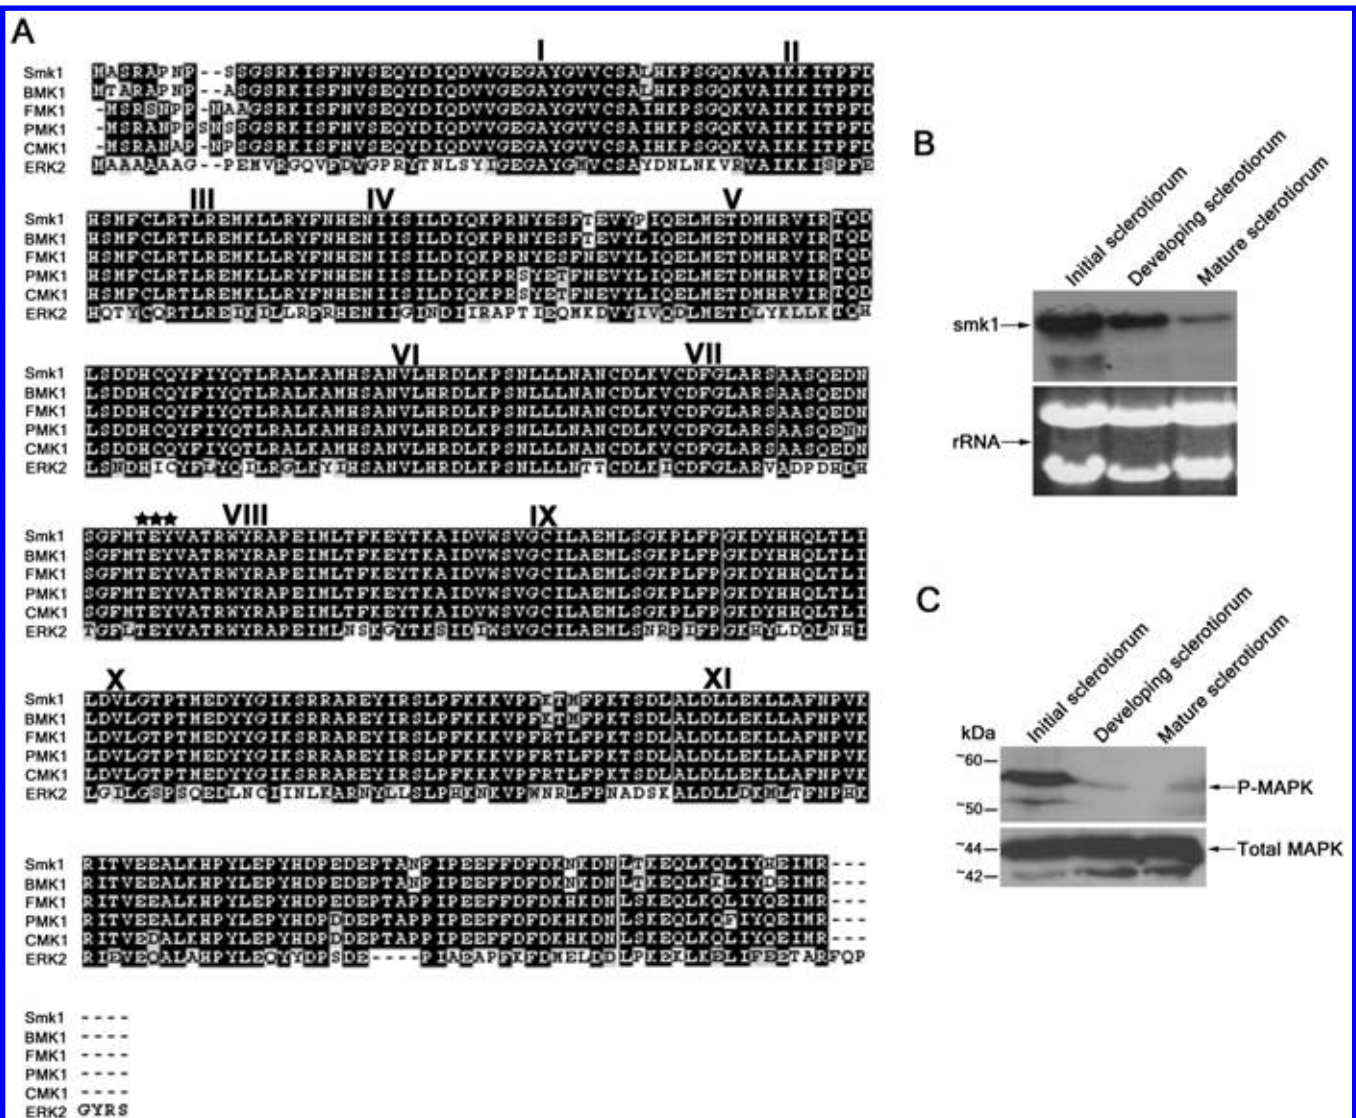 A
I II
Smk1 MASRAPNP--SSGSRKISFNVSEQYDIQDVVGEGAYGVVCSALHKPSGQKVAIKKITPFD
BMK1 MTARAPNP--ASGSRKISFNVSEQYDIQDVVGEGAYGVVCSALHKPSGQKVAIKKITPFD
FMK1 -MSRSNPP-NAAGSRKISFNVSEQYDIQDVVGEGAYGVVCSAIHKPSGQKVAIKKITPFD
PMK1 -MSRANPPSNSSGSRKISFNVSEQYDIQDVVGEGAYGVVCSAIHKPSGQKVAIKKITPFD
CMK1 -MSRANAP-NPSGSRKISFNVSEQYDIQDVVGEGAYGVVCSAIHKPSGQKVAIKKITPFD
ERK2 MAAAAAAG--PEMVRGQVFDVGPRYTNLSYIGEGAYGMVCSAYDNLNKVRVAIKKISPFE
III IV V
Smk1 HSMFCLRTLREMKLLRYFNHENIISILDIQKPRNYESFTEVYPIQELMETDMHRVIRTQD
BMK1 HSMFCLRTLREMKLLRYFNHENIISILDIQKPRNYESFTEVYLIQELMETDMHRVIRTQD
FMK1 HSMFCLRTLREMKLLRYFNHENIISILDIQKPRNYESFNEVYLIQELMETDMHRVIRTQD
PMK1 HSMFCLRTLREMKLLRYFNHENIISILDIQKPRSYETFNEVYLIQELMETDMHRVIRTQD
CMK1 HSMFCLRTLREMKLLRYFNHENIISILDIQKPRSYETFNEVYLIQELMETDMHRVIRTQD
ERK2 HQTYCQRTLREIKILLRFRHENIIGINDIIRAPTIEQMKDVYIVQDLMETDLYKLLKTQH
VI VII
Smk1 LSDDHCQYFIYQTLRALKAMHSANVLHRDLKPSNLLLNANCDLKVCDFGLARSAASQEDN
BMK1 LSDDHCQYFIYQTLRALKAMHSANVLHRDLKPSNLLLNANCDLKVCDFGLARSAASQEDN
FMK1 LSDDHCQYFIYQTLRALKAMHSANVLHRDLKPSNLLLNANCDLKVCDFGLARSAASQEDN
PMK1 LSDDHCQYFIYQTLRALKAMHSANVLHRDLKPSNLLLNANCDLKVCDFGLARSAASQENN
CMK1 LSDDHCQYFIYQTLRALKAMHSANVLHRDLKPSNLLLNANCDLKVCDFGLARSAASQEDN
ERK2 LSNDHICYFLYQILRGLKYIHSANVLHRDLKPSNLLLNTTCDLKICDFGLARVADPDHDH
★★★ VIII IX
Smk1 SGFMTEYVATRWYRAPEIMLTFKEYTKAIDVWSVGCILAEMLSGKPLFPGKDYHHQLTLI
BMK1 SGFMTEYVATRWYRAPEIMLTFKEYTKAIDVWSVGCILAEMLSGKPLFPGKDYHHQLTLI
FMK1 SGFMTEYVATRWYRAPEIMLTFKEYTKAIDVWSVGCILAEMLSGKPLFPGKDYHHQLTLI
PMK1 SGFMTEYVATRWYRAPEIMLTFKEYTKAIDVWSVGCILAEMLSGKPLFPGKDYHHQLTLI
CMK1 SGFMTEYVATRWYRAPEIMLTFKEYTKAIDVWSVGCILAEMLSGKPLFPGKDYHHQLTLI
ERK2 TGFLTEYVATRWYRAPEIMLNSKGYTKSIDIWSVGCILAEMLSNRPIFPGKHYLDQLNHI
X XI
Smk1 LDVLGTPTMEDYYGIKSRRAREYIRSLPFKKKVPFKTMFPKTSDLALDLLEKLLAFNPVK
BMK1 LDVLGTPTMEDYYGIKSRRAREYIRSLPFKKKVPFKTMFPKTSDLALDLLEKLLAFNPVK
FMK1 LDVLGTPTMEDYYGIKSRRAREYIRSLPFKKKVPFRTLFPKTSDLALDLLEKLLAFNPVK
PMK1 LDVLGTPTMEDYYGIKSRRAREYIRSLPFKKKVPFRTLFPKTSDLALDLLEKLLAFNPVK
CMK1 LDVLGTPTMEDYYGIKSRRAREYIRSLPFKKKVPFRTLFPKTSDLALDLLEKLLAFNPVK
ERK2 LGILGSPSQEDLNCIINLKARNYLLSLPHKNKVPWNRLFPNADSKALDLLDKMLTFNPHK
Smk1 RITVEEALKHPYLEPYHDPEDEPTANPIPEEFFDFDKNKDNLTKEQLKQLIYHEIMR---
BMK1 RITVEEALKHPYLEPYHDPEDEPTANPIPEEFFDFDKNKDNLTKEQLKKLIYDEIMR---
FMK1 RITVEEALKHPYLEPYHDPEDEPTAPPIPEEFFDFDKHKDNLSKEQLKQLIYQEIMR---
PMK1 RITVEEALKHPYLEPYHDPDDEPTAPPIPEEFFDFDKHKDNLSKEQLKQFIYQEIMR---
CMK1 RITVEDALKHPYLEPYHDPDDEPTAPPIPEEFFDFDKHKDNLSKEQLKQLIYQEIMR---
ERK2 RIEVEQALAHPYLEQYYDPSDE----PIAEAPFKFDMELDDLPKEKLKELIFEETARFQP
Smk1 ----
BMK1 ----
FMK1 ----
PMK1 ----
CMK1 ----
ERK2 GYRS
B
Initial sclerotiorum
Developing sclerotiorum
Mature sclerotiorum
smk1
rRNA
C
Initial sclerotiorum
Developing sclerotiorum
Mature sclerotiorum
kDa
~60
~50
P-MAPK
~44
~42
Total MAPK